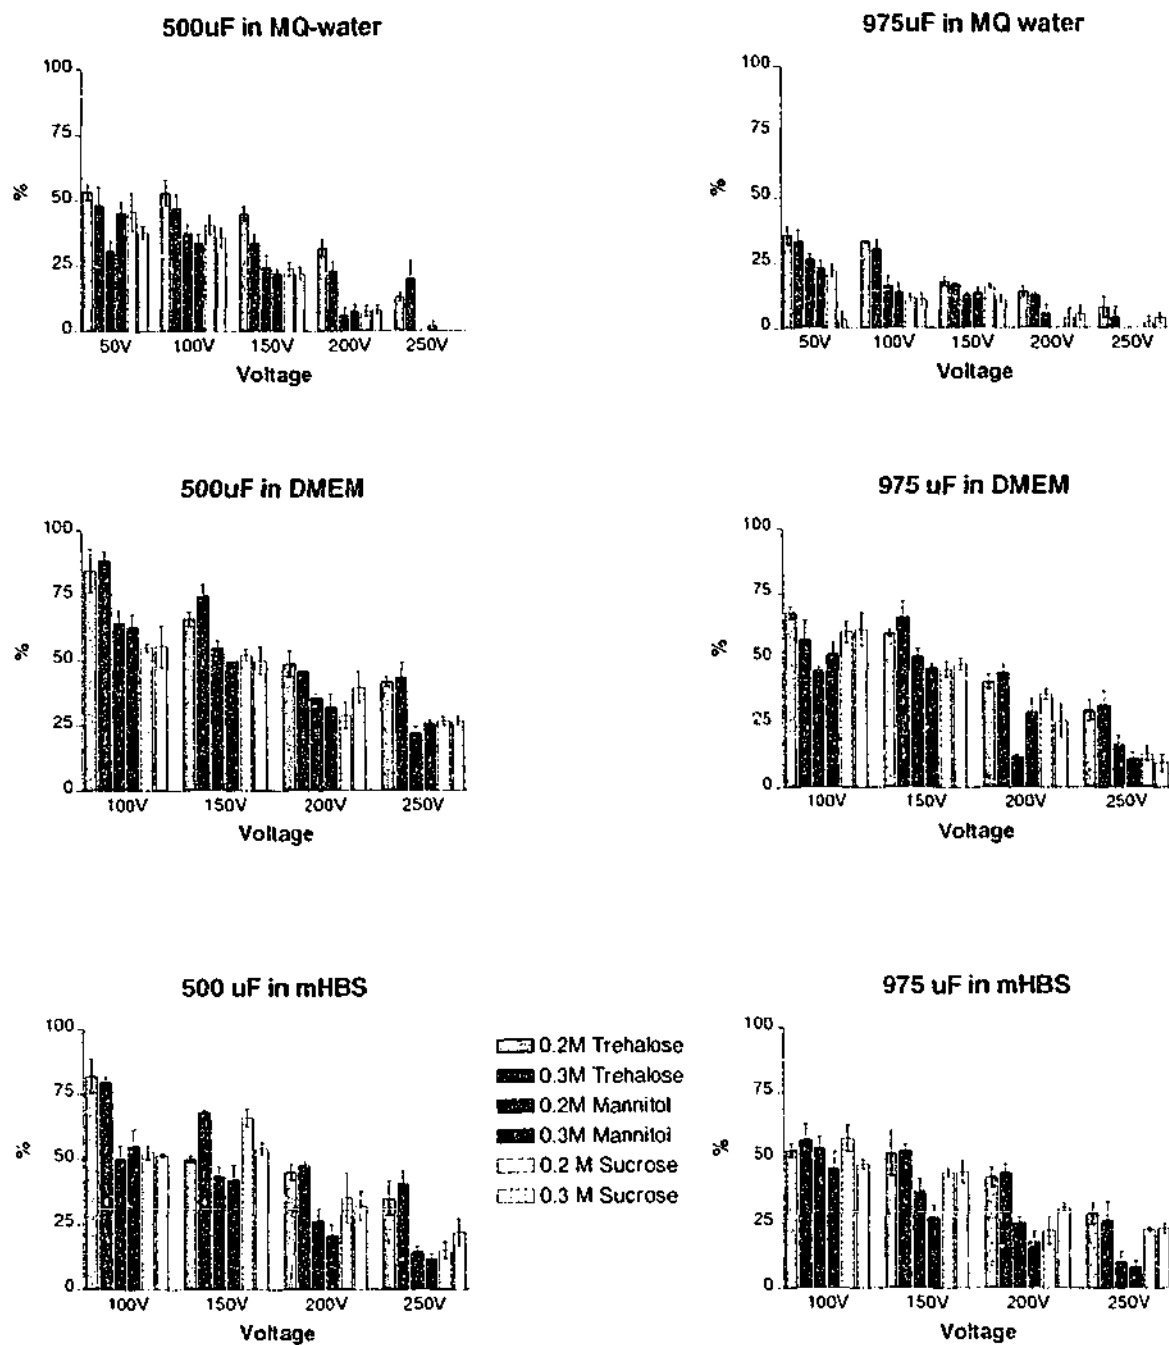 500uF in MQ-water
100
75
50
25
0
%
50V 100V 150V 200V 250V
Voltage
975uF in MQ water
100
75
50
25
0
%
50V 100V 150V 200V 250V
Voltage
500uF in DMEM
100
75
50
25
0
%
100V 150V 200V 250V
Voltage
975 uF in DMEM
100
75
50
25
0
%
100V 150V 200V 250V
Voltage
500 uF in mHBS
100
75
50
25
0
%
100V 150V 200V 250V
Voltage
0.2M Trehalose
0.3M Trehalose
0.2M Mannitol
0.3M Mannitol
0.2 M Sucrose
0.3 M Sucrose
975 uF in mHBS
100
75
50
25
0
%
100V 150V 200V 250V
Voltage